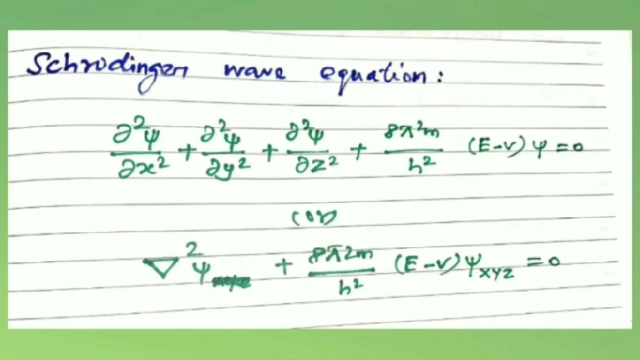 Schrodinger wave equation:
∂²ψ/∂x² + ∂²ψ/∂y² + ∂²ψ/∂z² + 8π²m/h² (E-V) ψ = 0
(or)
∇²ψ + 8π2m/h² (E-V) ψxyz = 0